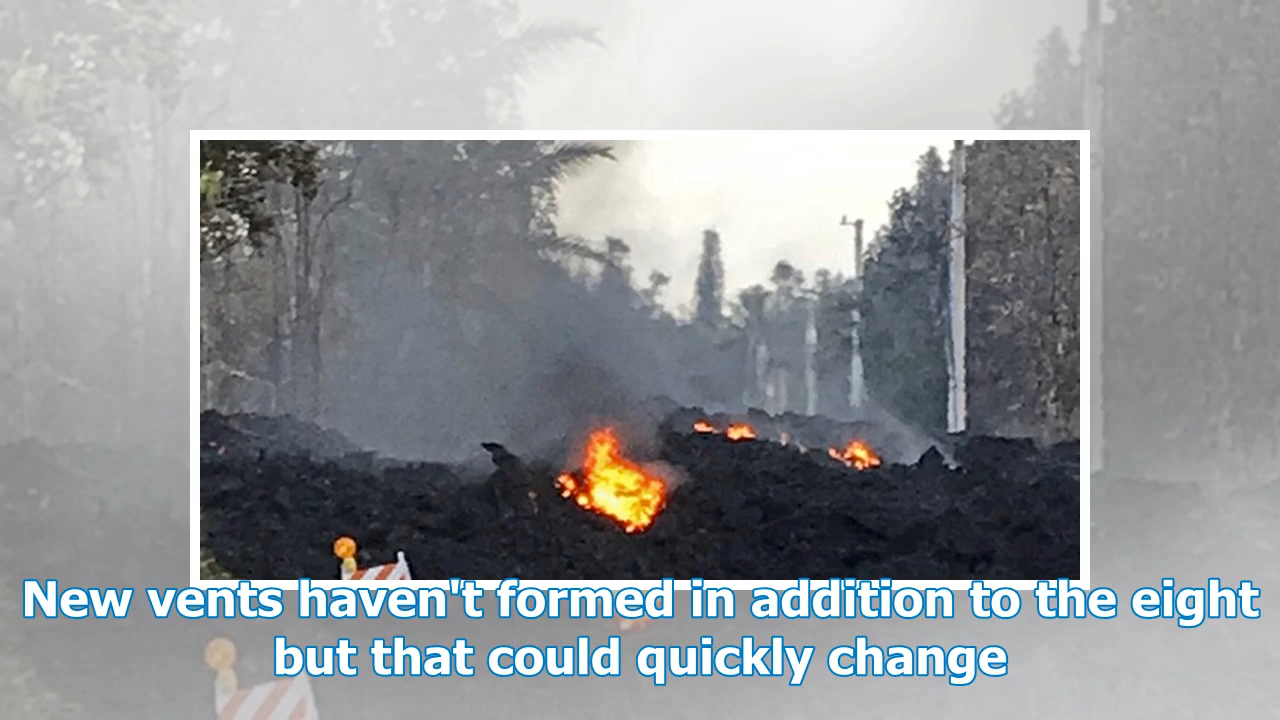 New vents haven't formed in addition to the eight
but that could quickly change